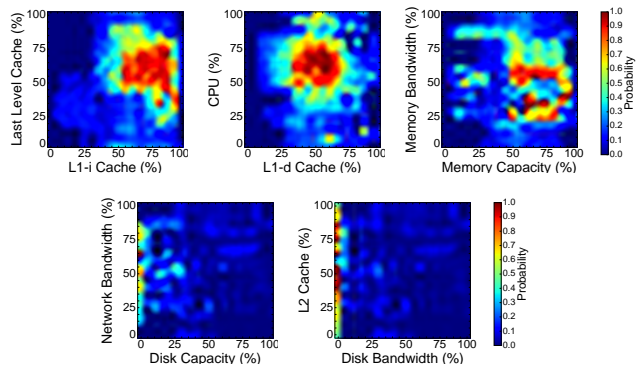 Last Level Cache (%)
100
75
50
25
0
0 25 50 75 100
L1-i Cache (%)
CPU (%)
100
75
50
25
0
0 25 50 75 100
L1-d Cache (%)
Memory Bandwidth (%)
100
75
50
25
0
0 25 50 75 100
Memory Capacity (%)
1.0
0.9
0.8
0.7
0.6
0.5
0.4
0.3
0.2
0.1
0.0
Probability
Network Bandwidth (%)
100
75
50
25
0
0 25 50 75 100
Disk Capacity (%)
L2 Cache (%)
100
75
50
25
0
0 25 50 75 100
Disk Bandwidth (%)
1.0
0.9
0.8
0.7
0.6
0.5
0.4
0.3
0.2
0.1
0.0
Probability